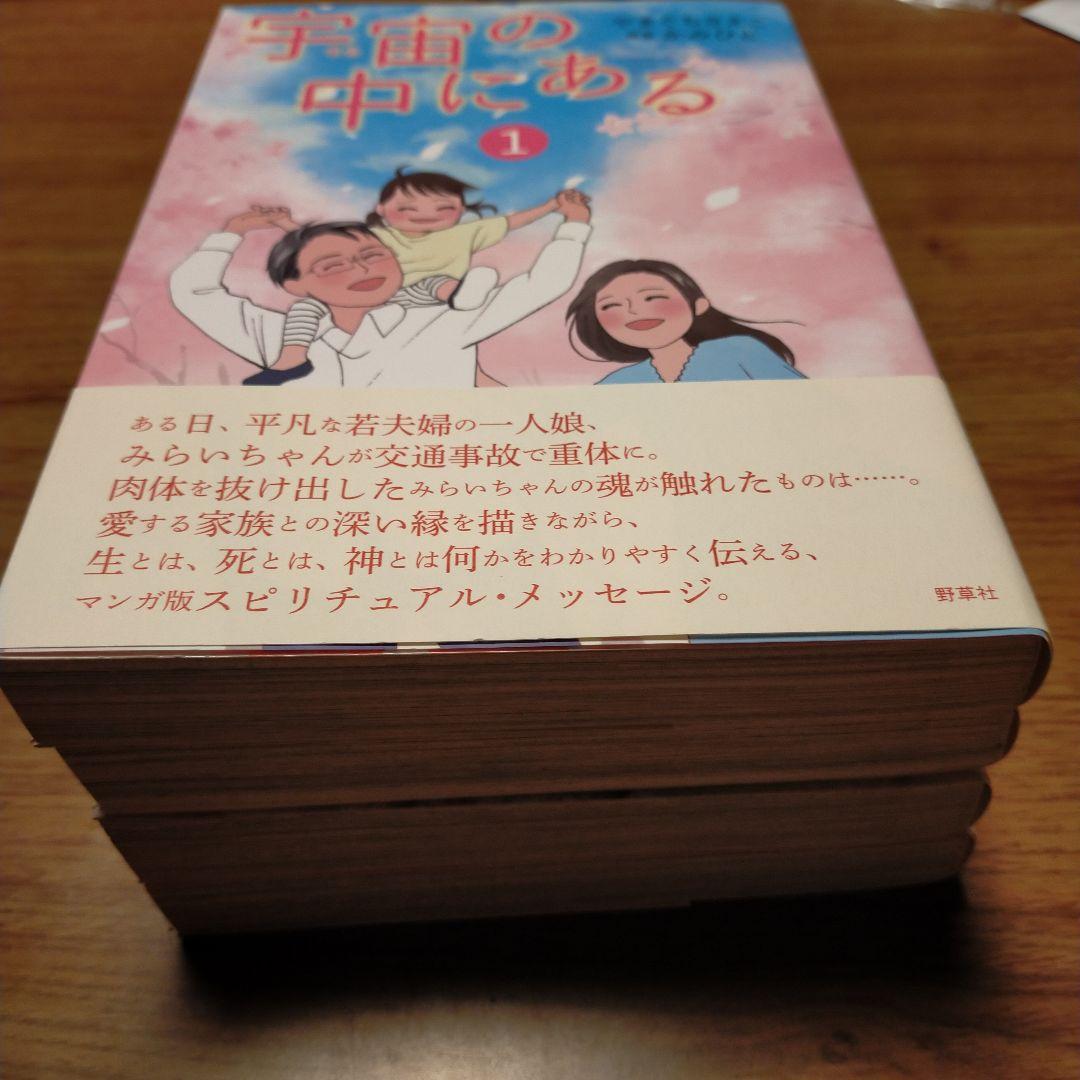 宇宙の
中にある
1
ある日、平凡な若夫婦の一人娘、
みらいちゃんが交通事故で重体に。
肉体を抜け出したみらいちゃんの魂が触れたものは……。
愛する家族との深い縁を描きながら、
生とは、死とは、神とは何かをわかりやすく伝える、
マンガ版スピリチュアル・メッセージ。
野草社